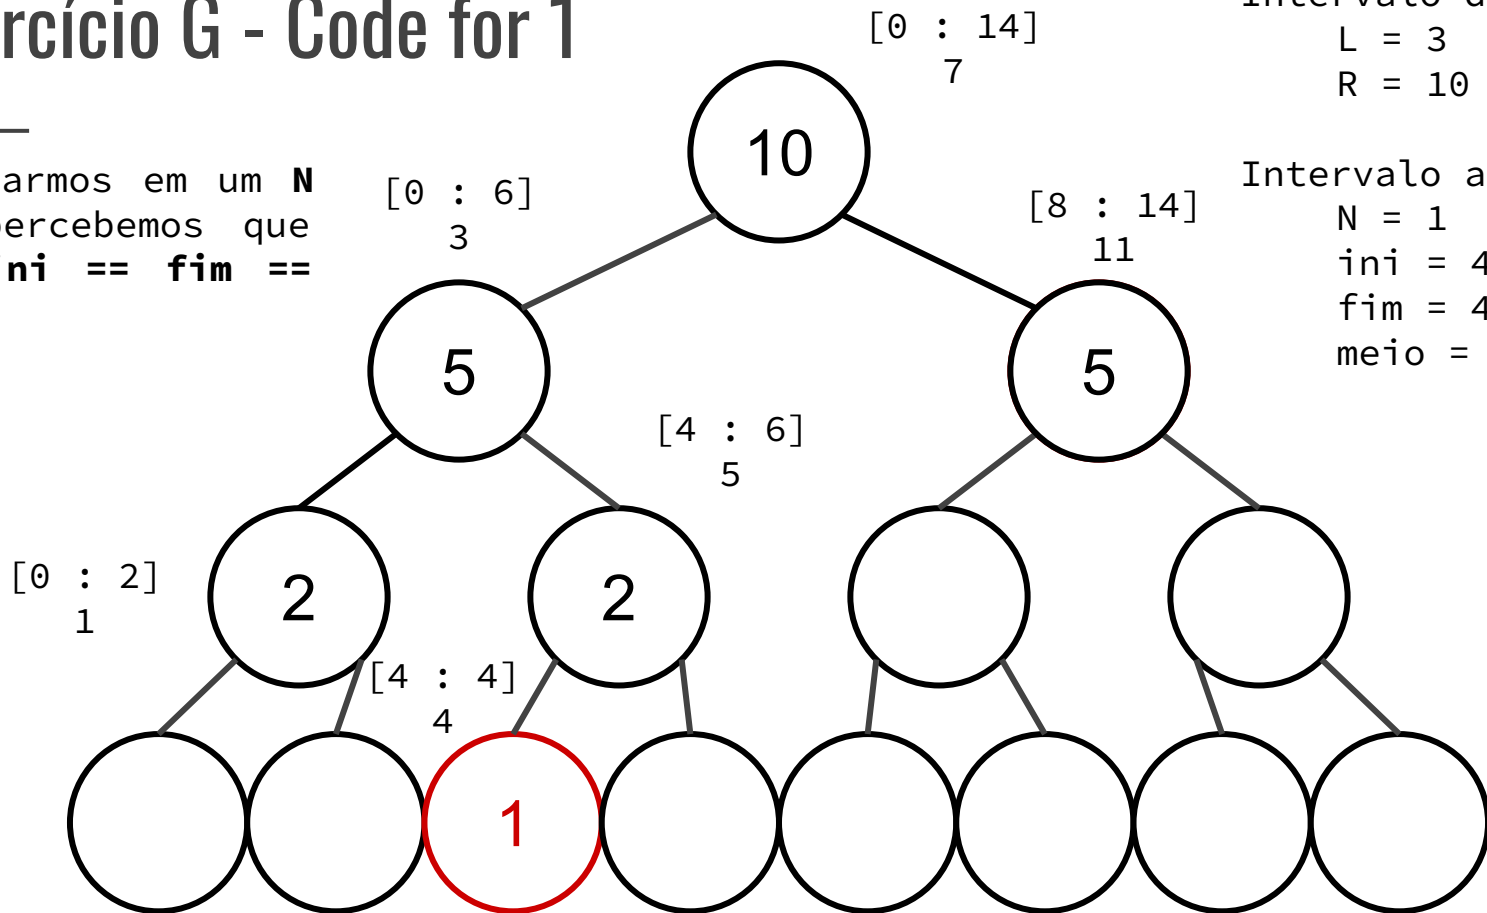 rcício G - Code for 1
armos em um N
percebemos que
ni == fim ==
Intervalo d
L = 3
R = 10
Intervalo a
N = 1
ini = 4
fim = 4
meio =
[0 : 14]
7
10
[0 : 6]
3
[8 : 14]
11
5
5
[4 : 6]
5
[0 : 2]
1
2
2
[4 : 4]
4
1